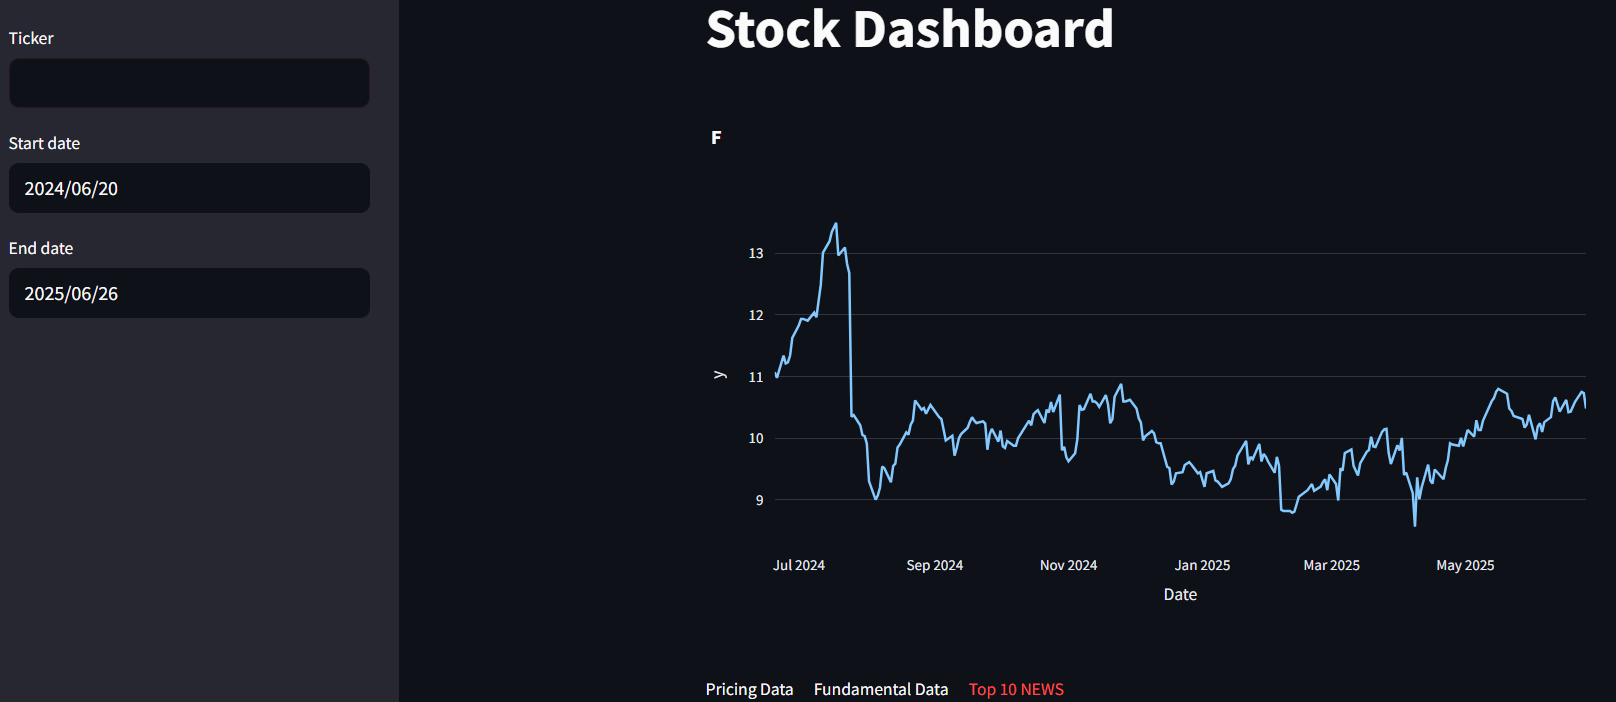 Ticker
Start date
2024/06/20
End date
2025/06/26
Stock Dashboard
F
13
12
11
10
9
y
Jul 2024 Sep 2024 Nov 2024 Jan 2025 Mar 2025 May 2025
Date
Pricing Data Fundamental Data Top 10 NEWS